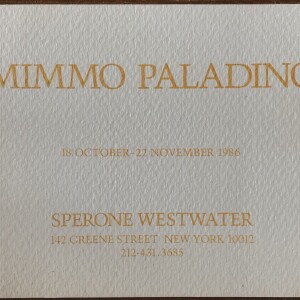 MIMMO PALADINO
18 OCTOBER–22 NOVEMBER 1986
SPERONE WESTWATER
142 GREENE STREET NEW YORK 10012
212-431-3685